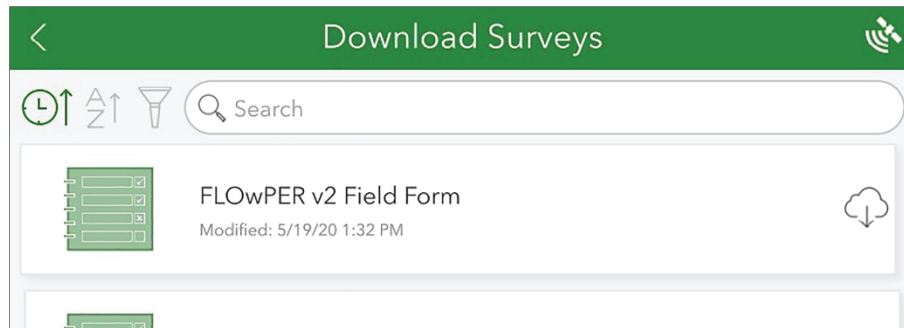 Download Surveys
A
Z
Search
FLOwPER v2 Field Form
Modified: 5/19/20 1:32 PM